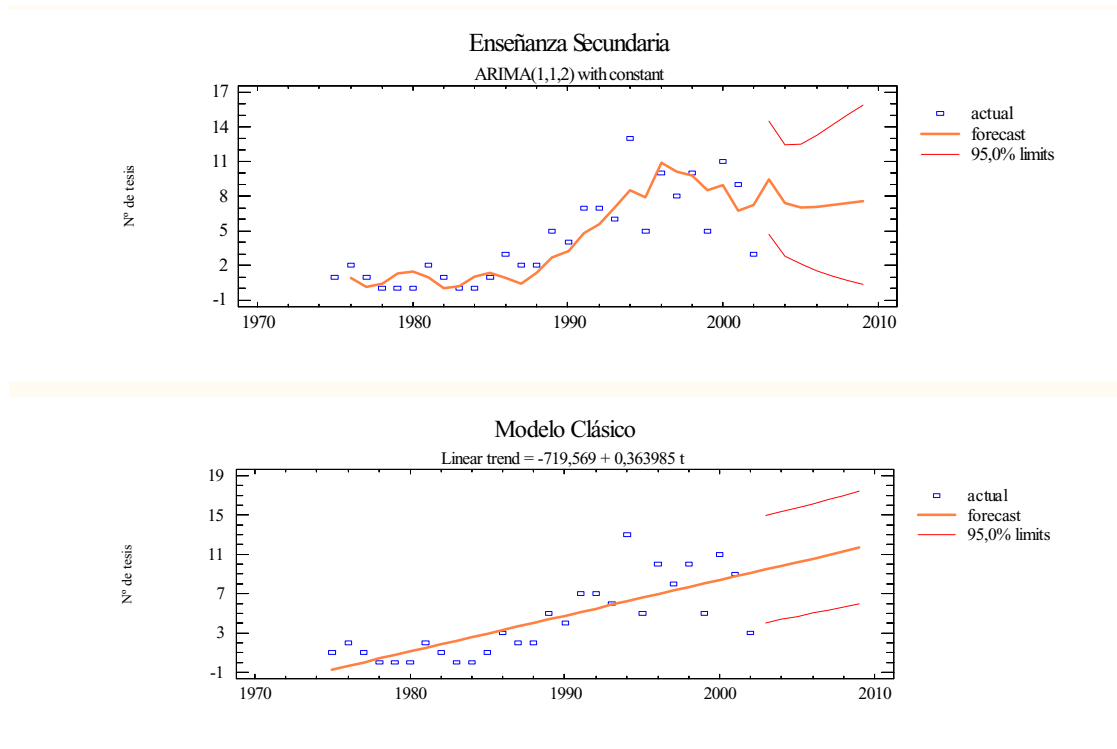 Enseñanza Secundaria
ARIMA(1,1,2) with constant
Nº de tesis
17
14
11
8
5
2
-1
1970
1980
1990
2000
2010
actual
forecast
95,0% limits
Modelo Clásico
Linear trend = -719,569 + 0,363985 t
Nº de tesis
19
15
11
7
3
-1
1970
1980
1990
2000
2010
actual
forecast
95,0% limits